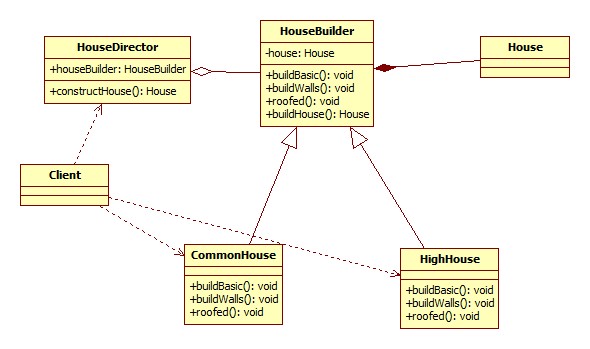 HouseDirector
+houseBuilder: HouseBuilder
+constructHouse(): House
HouseBuilder
-house: House
+buildBasic(): void
+buildWalls(): void
+roofed(): void
+buildHouse(): House
House
Client
CommonHouse
+buildBasic(): void
+buildWalls(): void
+roofed(): void
HighHouse
+buildBasic(): void
+buildWalls(): void
+roofed(): void